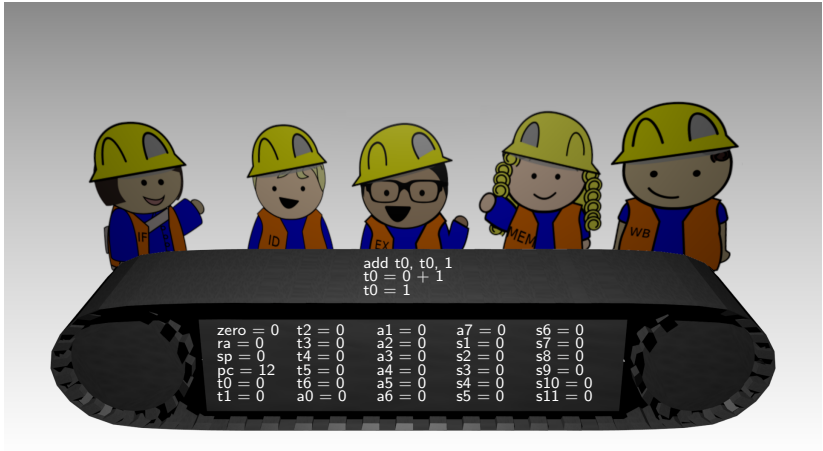 IF
ID
EX
MEM
WB
add t0, t0, 1
t0 = 0 + 1
t0 = 1
zero = 0 t2 = 0 a1 = 0 a7 = 0 s6 = 0
ra = 0 t3 = 0 a2 = 0 s1 = 0 s7 = 0
sp = 0 t4 = 0 a3 = 0 s2 = 0 s8 = 0
pc = 12 t5 = 0 a4 = 0 s3 = 0 s9 = 0
t0 = 0 t6 = 0 a5 = 0 s4 = 0 s10 = 0
t1 = 0 a0 = 0 a6 = 0 s5 = 0 s11 = 0